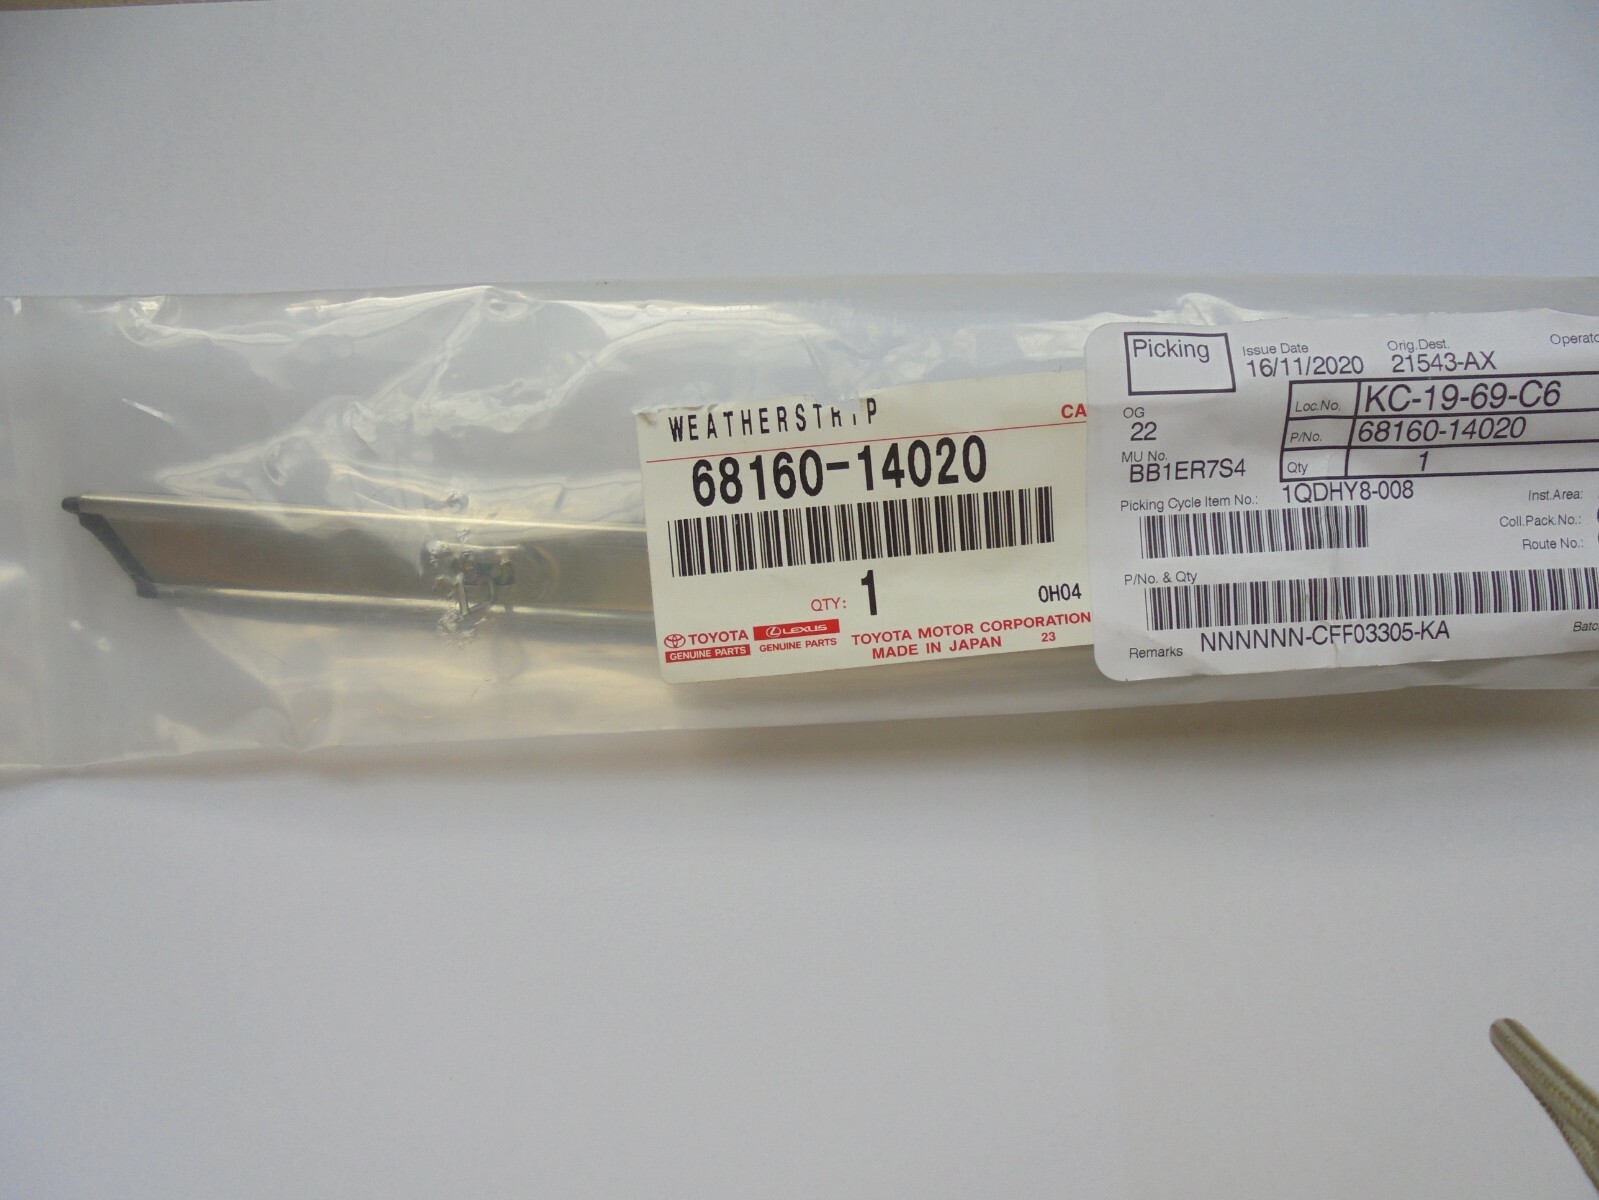 WEATHERSTRIP
CA
68160-14020
QTY: 1
0H04
TOYOTA
GENUINE PARTS
LEXUS
GENUINE PARTS
TOYOTA MOTOR CORPORATION
MADE IN JAPAN 23
Picking
Issue Date
16/11/2020
Orig.Dest.
21543-AX
Operato
OG
22
Loc.No. KC-19-69-C6
P/No. 68160-14020
Qty 1
MU No.
BB1ER7S4
Picking Cycle Item No.: 1QDHY8-008
Inst.Area:
Coll.Pack.No.:
Route No.:
P/No. & Qty
Remarks NNNNNN-CFF03305-KA
Batc